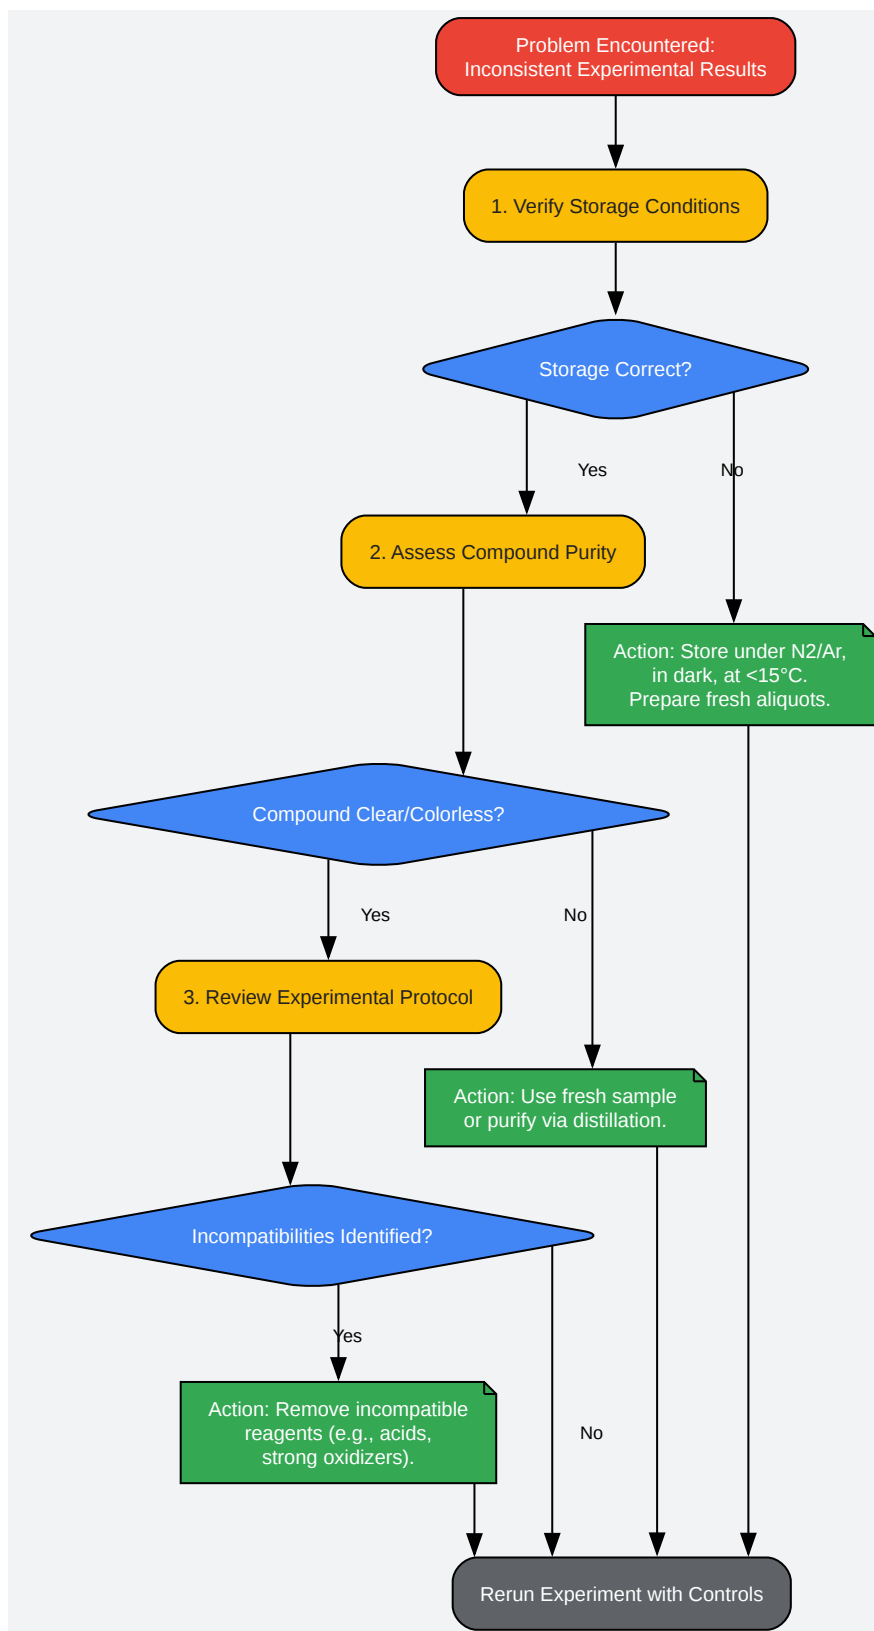 Problem Encountered:
Inconsistent Experimental Results
1. Verify Storage Conditions
Storage Correct?
Yes
No
2. Assess Compound Purity
Action: Store under N2/Ar,
in dark, at <15°C.
Prepare fresh aliquots.
Compound Clear/Colorless?
Yes
No
3. Review Experimental Protocol
Action: Use fresh sample
or purify via distillation.
Incompatibilities Identified?
Yes
Action: Remove incompatible
reagents (e.g., acids,
strong oxidizers).
No
Rerun Experiment with Controls